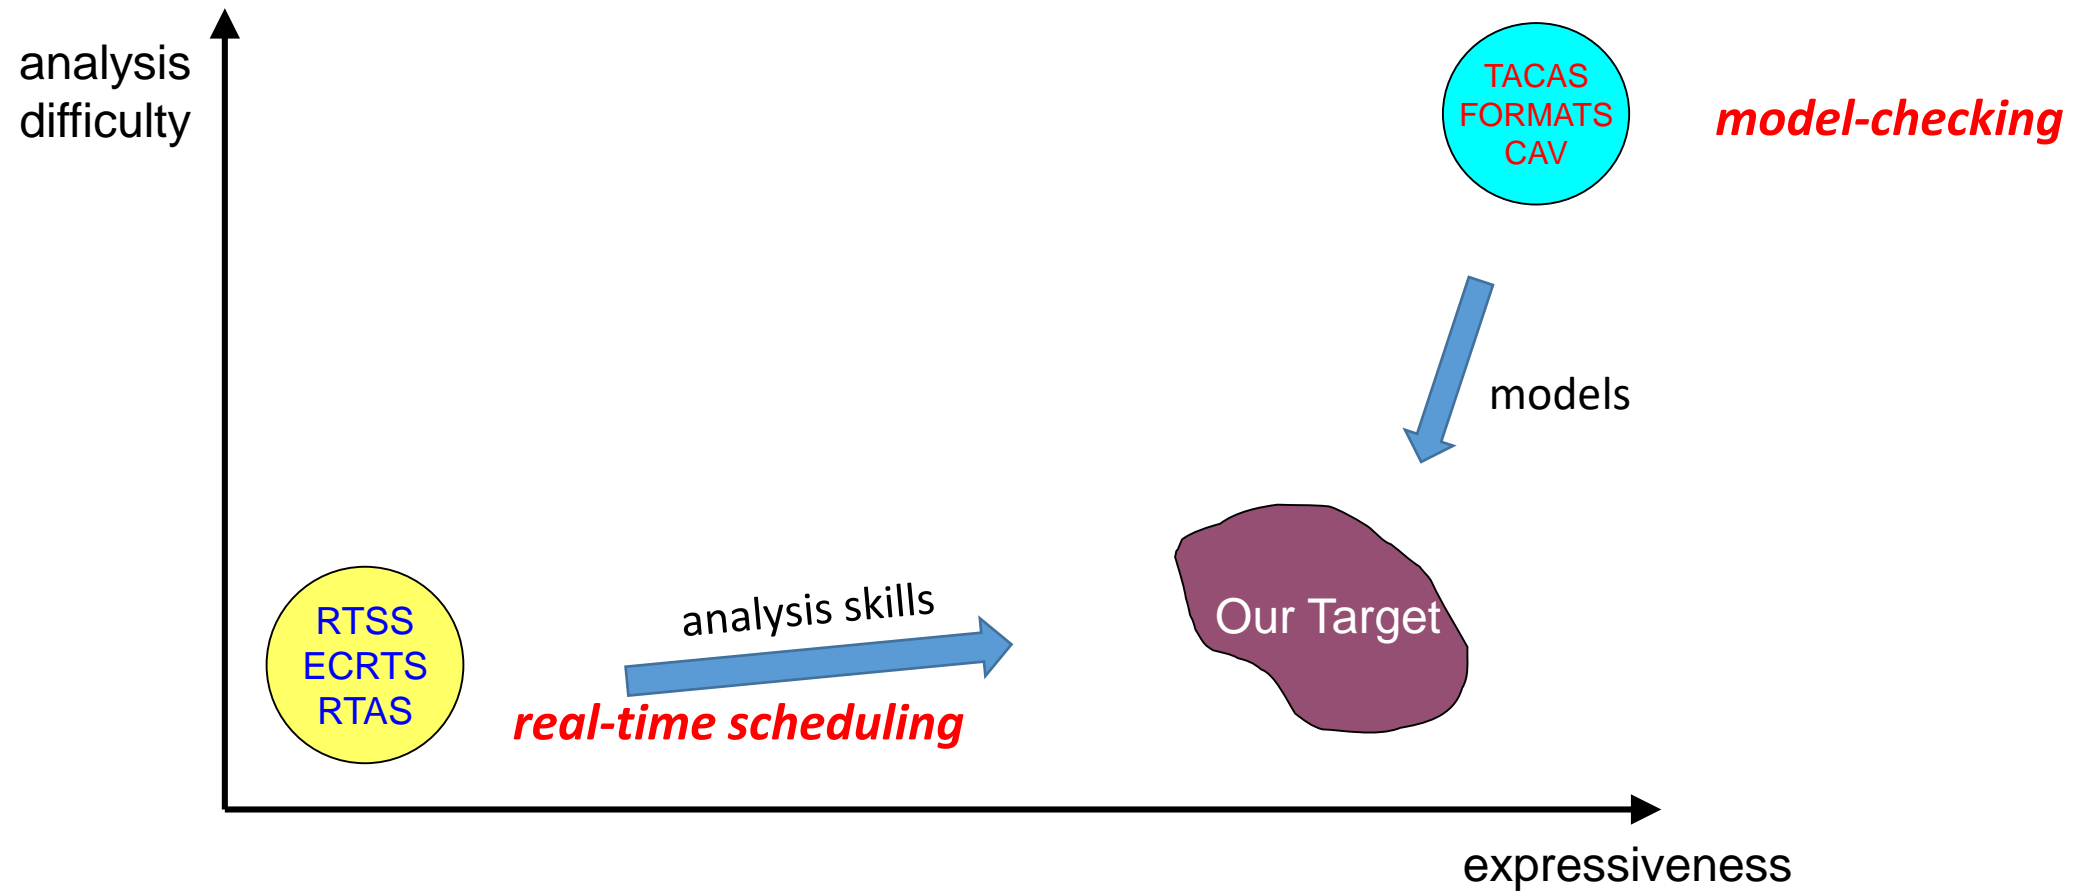 analysis
difficulty
TACAS
FORMATS
CAV
model-checking
models
analysis skills
Our Target
RTSS
ECRTS
RTAS
real-time scheduling
expressiveness